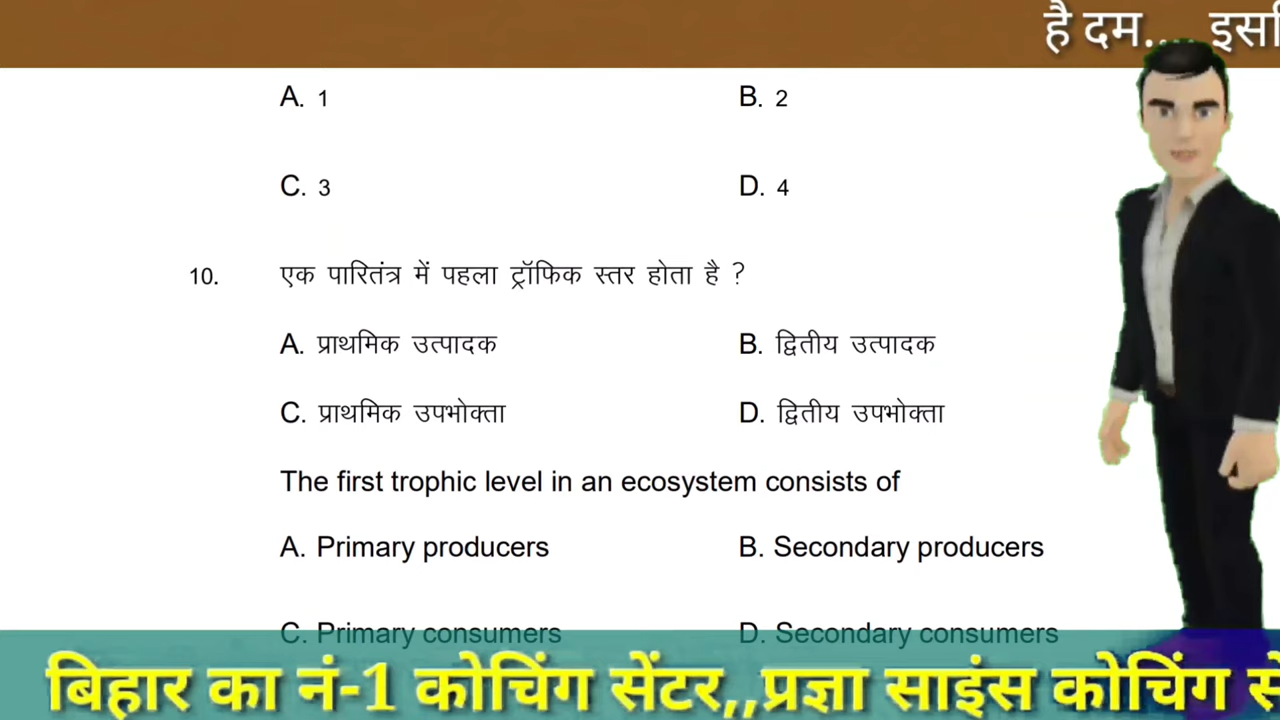 है दम....
A. 1 B. 2
C. 3 D. 4
10. एक पारितंत्र में पहला ट्रॉफिक स्तर होता है ?
A. प्राथमिक उत्पादक B. द्वितीय उत्पादक
C. प्राथमिक उपभोक्ता D. द्वितीय उपभोक्ता
The first trophic level in an ecosystem consists of
A. Primary producers B. Secondary producers
C. Primary consumers D. Secondary consumers
बिहार का नं-1 कोचिंग सेंटर,,प्रज्ञा साइंस कोचिंग